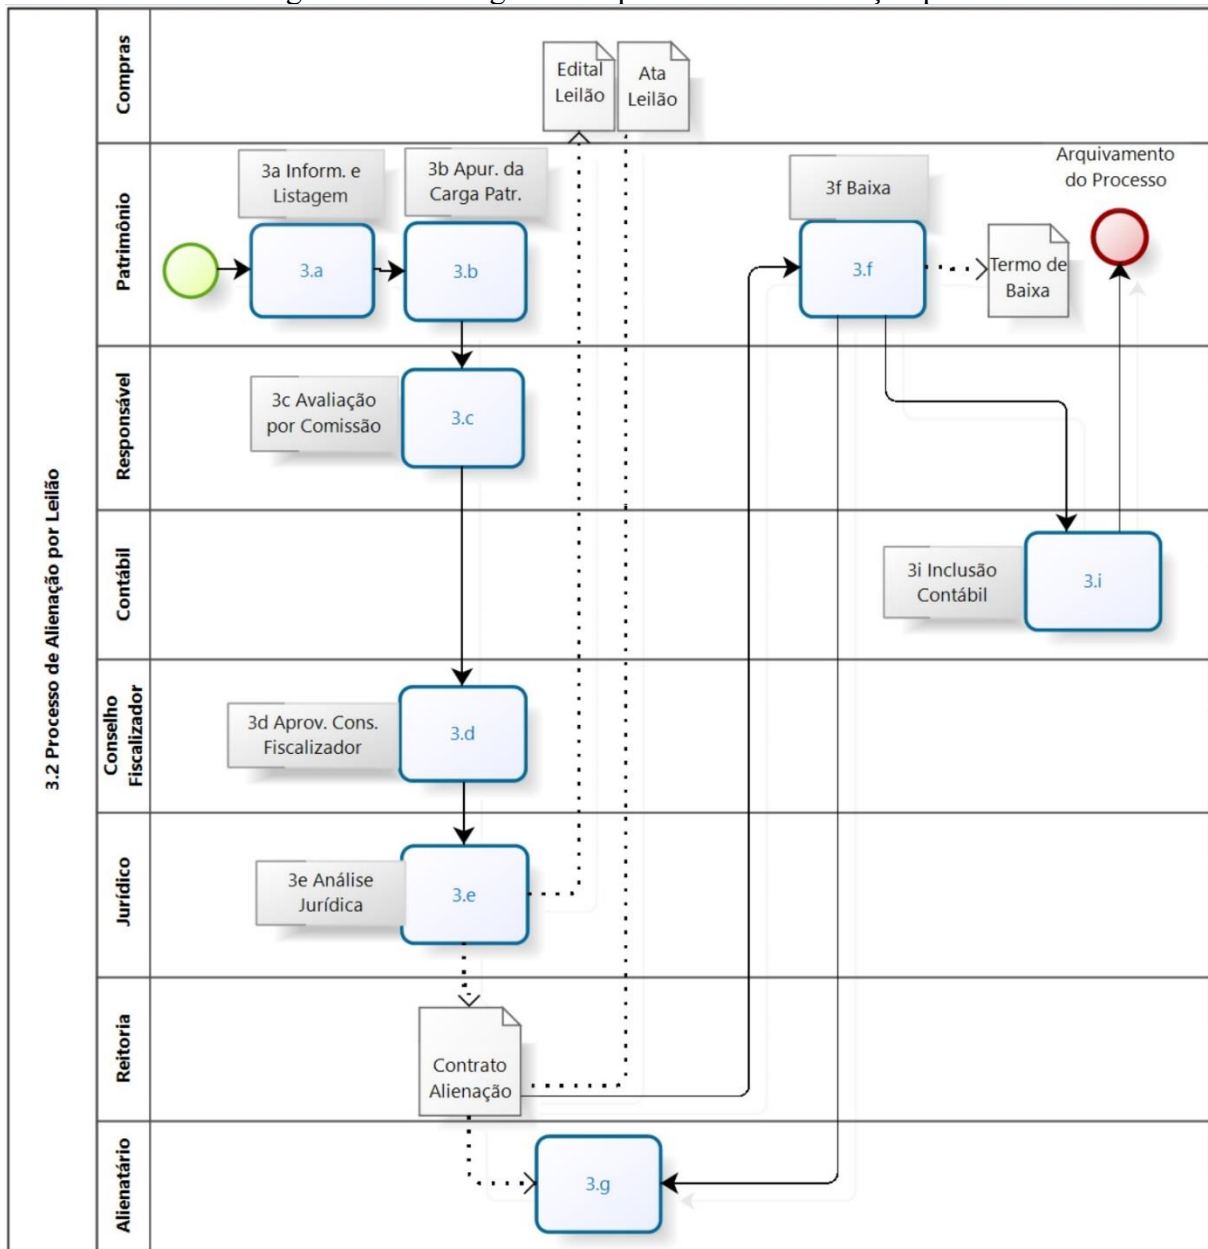 3.2 Processo de Alienação por Leilão
Compras
Edital
Leilão
Ata
Leilão
Patrimônio
3a Inform. e
Listagem
3.a
3b Apur. da
Carga Patr.
3.b
3f Baixa
3.f
Termo de
Baixa
Arquivamento
do Processo
Responsável
3c Avaliação
por Comissão
3.c
Contábil
3i Inclusão
Contábil
3.i
Conselho
Fiscalizador
3d Aprov. Cons.
Fiscalizador
3.d
Jurídico
3e Análise
Jurídica
3.e
Reitoria
Contrato
Alienação
Alienatário
3.g